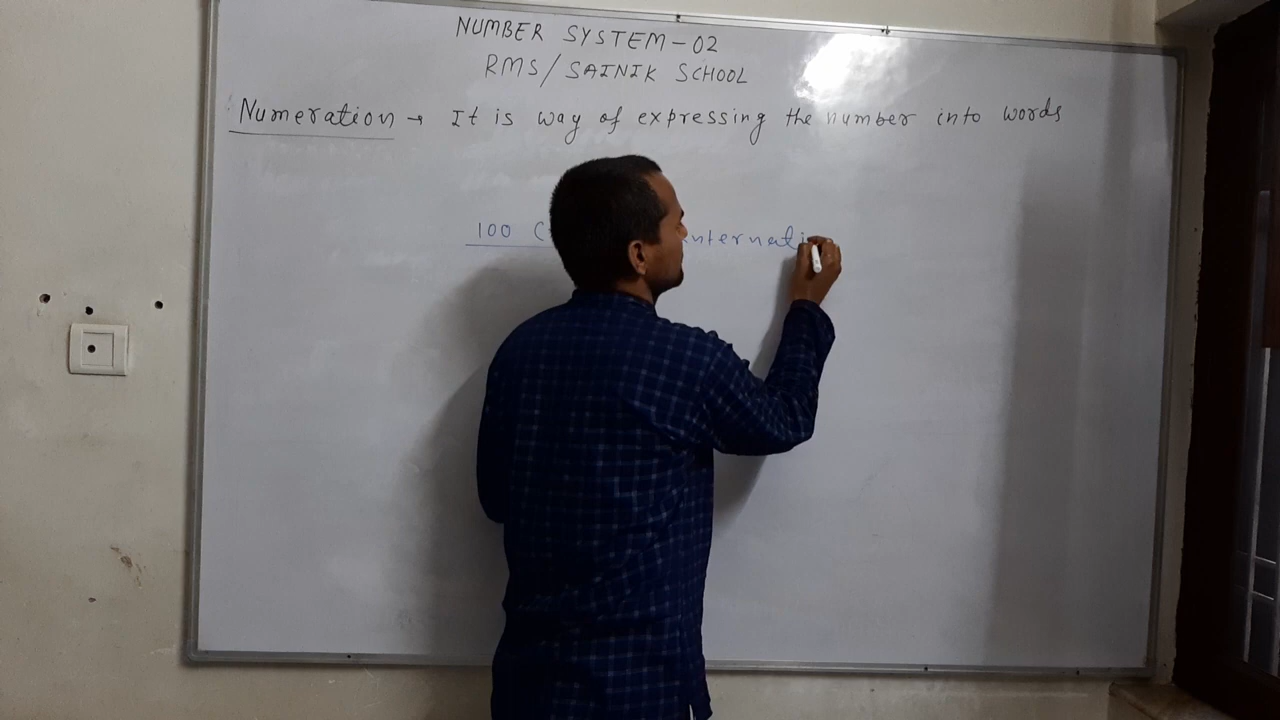 NUMBER SYSTEM-02
RMS/SAINIK SCHOOL
Numeration → It is way of expressing the number into words
100